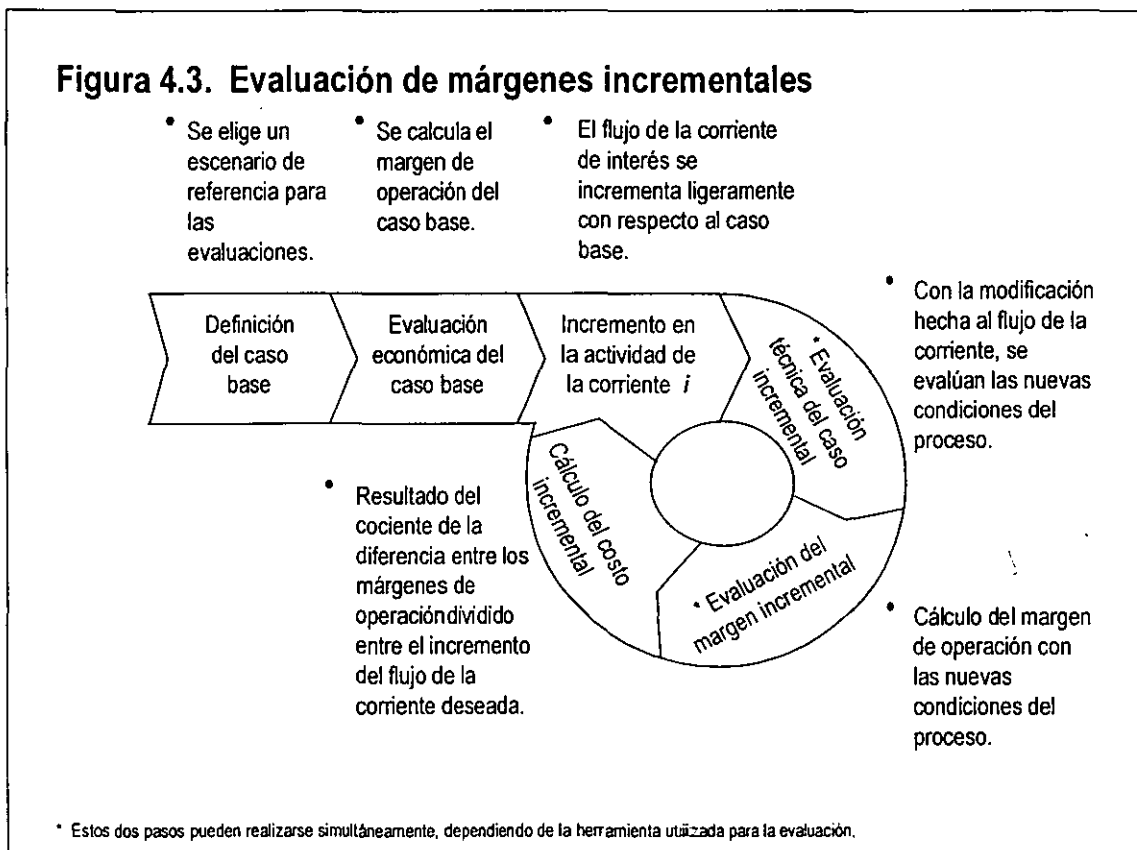 Figura 4.3. Evaluación de márgenes incrementales
• Se elige un
escenario de
referencia para
las
evaluaciones.
• Se calcula el
margen de
operación del
caso base.
• El flujo de la corriente
de interés se
incrementa ligeramente
con respecto al caso
base.
Definición
del caso
base
Evaluación
económica del
caso base
Incremento en
la actividad de
la corriente i
* Evaluación
técnica del caso
incremental
• Con la modificación
hecha al flujo de la
corriente, se
evalúan las nuevas
condiciones del
proceso.
* Evaluación del
margen incremental
• Cálculo del margen
de operación con
las nuevas
condiciones del
proceso.
Cálculo del costo
incremental
• Resultado del
cociente de la
diferencia entre los
márgenes de
operacióndividido
entre el incremento
del flujo de la
corriente deseada.
* Estos dos pasos pueden realizarse simultáneamente, dependiendo de la herramienta utilizada para la evaluación.